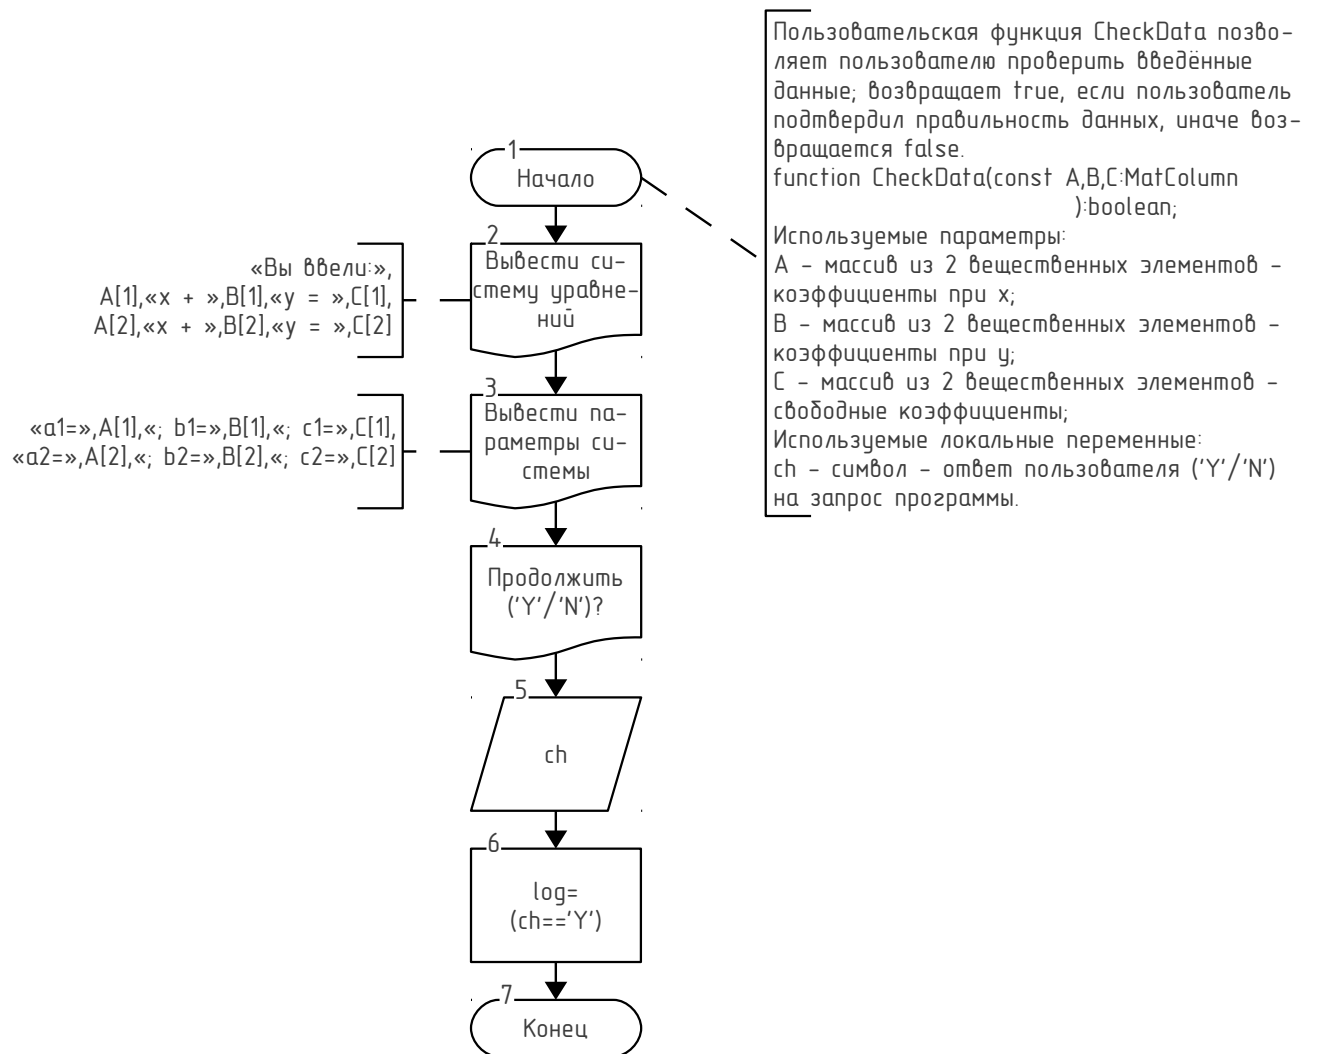 Пользовательская функция CheckData позво-
ляет пользователю проверить введённые
данные; возвращает true, если пользователь
подтвердил правильность данных, иначе воз-
вращается false.
function CheckData(const A,B,C:MatColumn
):boolean;
Используемые параметры:
A - массив из 2 вещественных элементов -
коэффициенты при x;
B - массив из 2 вещественных элементов -
коэффициенты при y;
C - массив из 2 вещественных элементов -
свободные коэффициенты;
Используемые локальные переменные:
ch - символ - ответ пользователя ('Y'/'N')
на запрос программы.
1
Начало
2
Вывести си-
стему уравне-
ний
«Вы ввели:»,
A[1],«x + »,B[1],«y = »,C[1],
A[2],«x + »,B[2],«y = »,C[2]
3
Вывести па-
раметры си-
стемы
«a1=»,A[1],«; b1=»,B[1],«; c1=»,C[1],
«a2=»,A[2],«; b2=»,B[2],«; c2=»,C[2]
4
Продолжить
('Y'/'N')?
5
ch
6
log=
(ch=='Y')
7
Конец